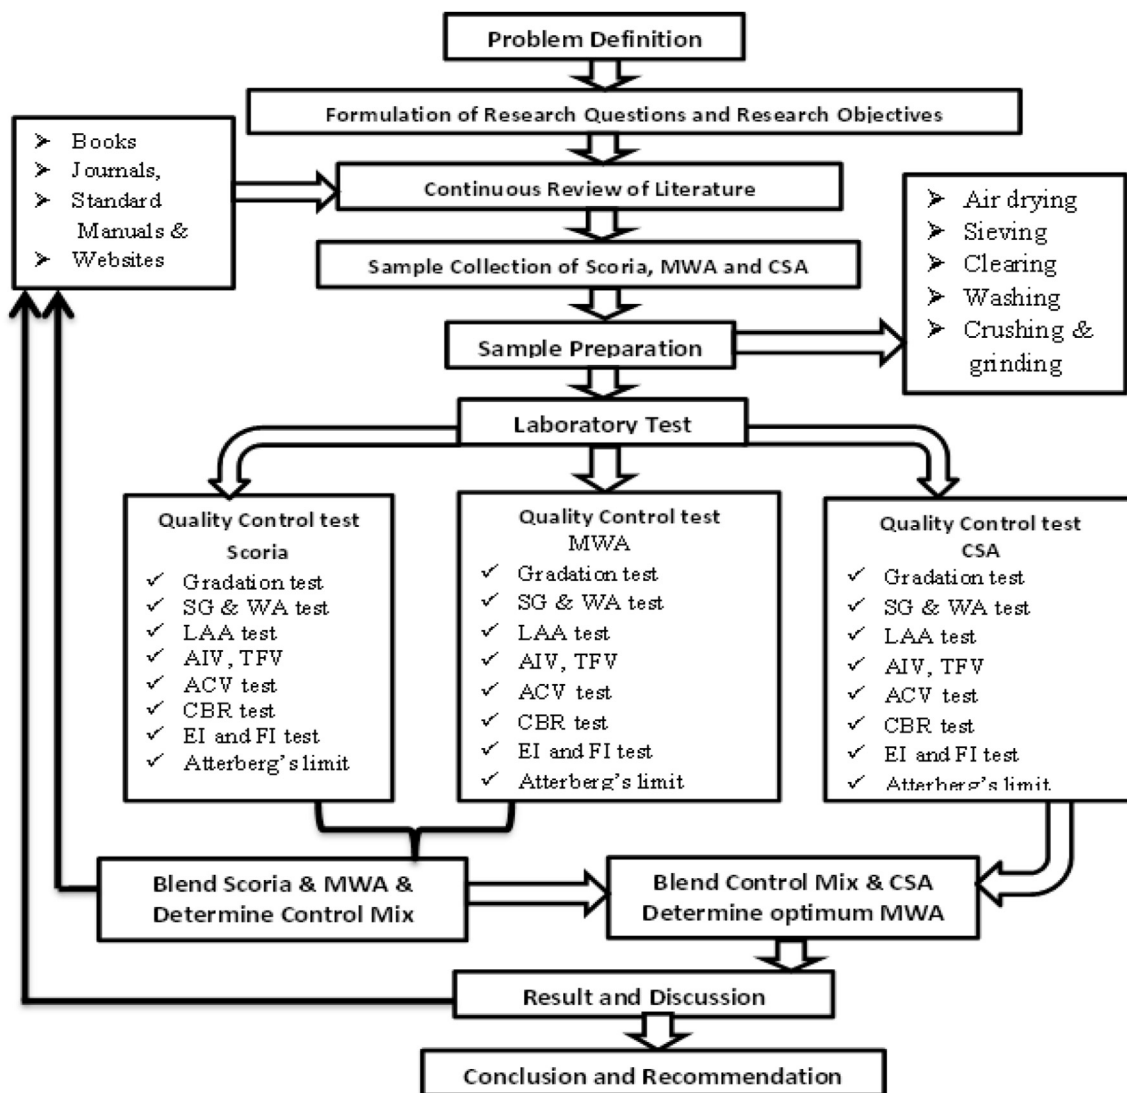 Problem Definition
Formulation of Research Questions and Research Objectives
Books
Journals,
Standard
Manuals &
Websites
Continuous Review of Literature
Sample Collection of Scoria, MWA and CSA
Sample Preparation
Air drying
Sieving
Clearing
Washing
Crushing &
grinding
Laboratory Test
Quality Control test
Scoria
Gradation test
SG & WA test
LAA test
AIV, TFV
ACV test
CBR test
EI and FI test
Atterberg's limit
Quality Control test
MWA
Gradation test
SG & WA test
LAA test
AIV, TFV
ACV test
CBR test
EI and FI test
Atterberg's limit
Quality Control test
CSA
Gradation test
SG & WA test
LAA test
AIV, TFV
ACV test
CBR test
EI and FI test
Atterberg's limit
Blend Scoria & MWA &
Determine Control Mix
Blend Control Mix & CSA
Determine optimum MWA
Result and Discussion
Conclusion and Recommendation